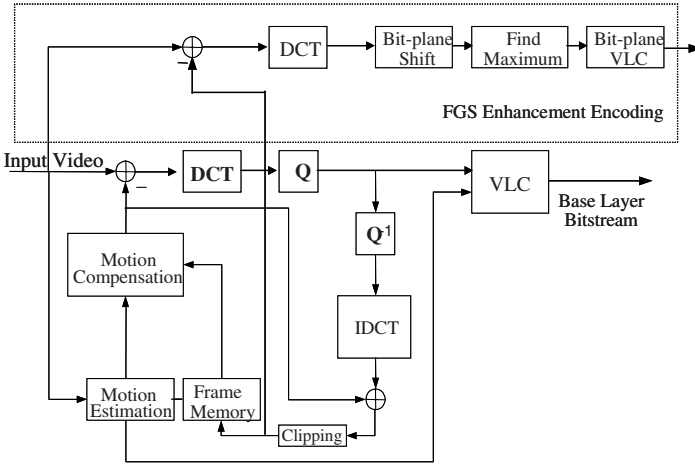 DCT
Bit-plane
Shift
Find
Maximum
Bit-plane
VLC
FGS Enhancement Encoding
Input Video
DCT
Q
VLC
Base Layer
Bitstream
Q-1
Motion
Compensation
IDCT
Motion
Estimation
Frame
Memory
Clipping